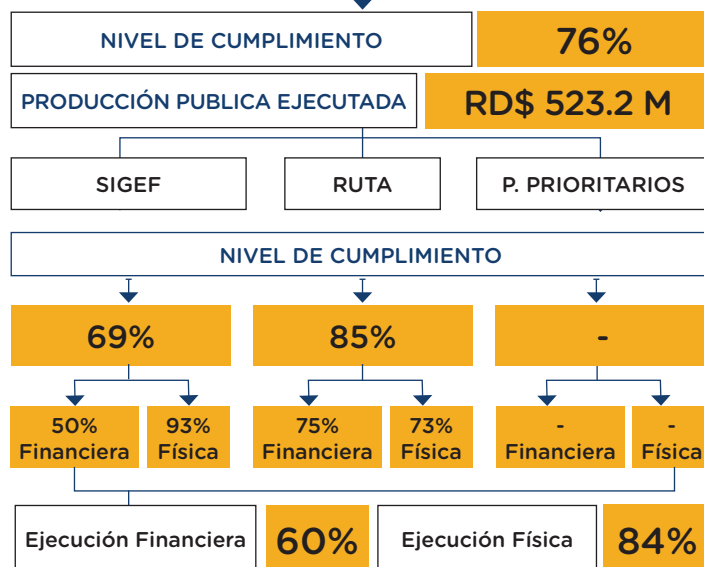 NIVEL DE CUMPLIMIENTO 76%
PRODUCCIÓN PUBLICA EJECUTADA RD$ 523.2 M
SIGEF RUTA P. PRIORITARIOS
NIVEL DE CUMPLIMIENTO
69% 85% -
50% 93% 75% 73% - -
Financiera Física Financiera Física Financiera Física
Ejecución Financiera 60% Ejecución Física 84%